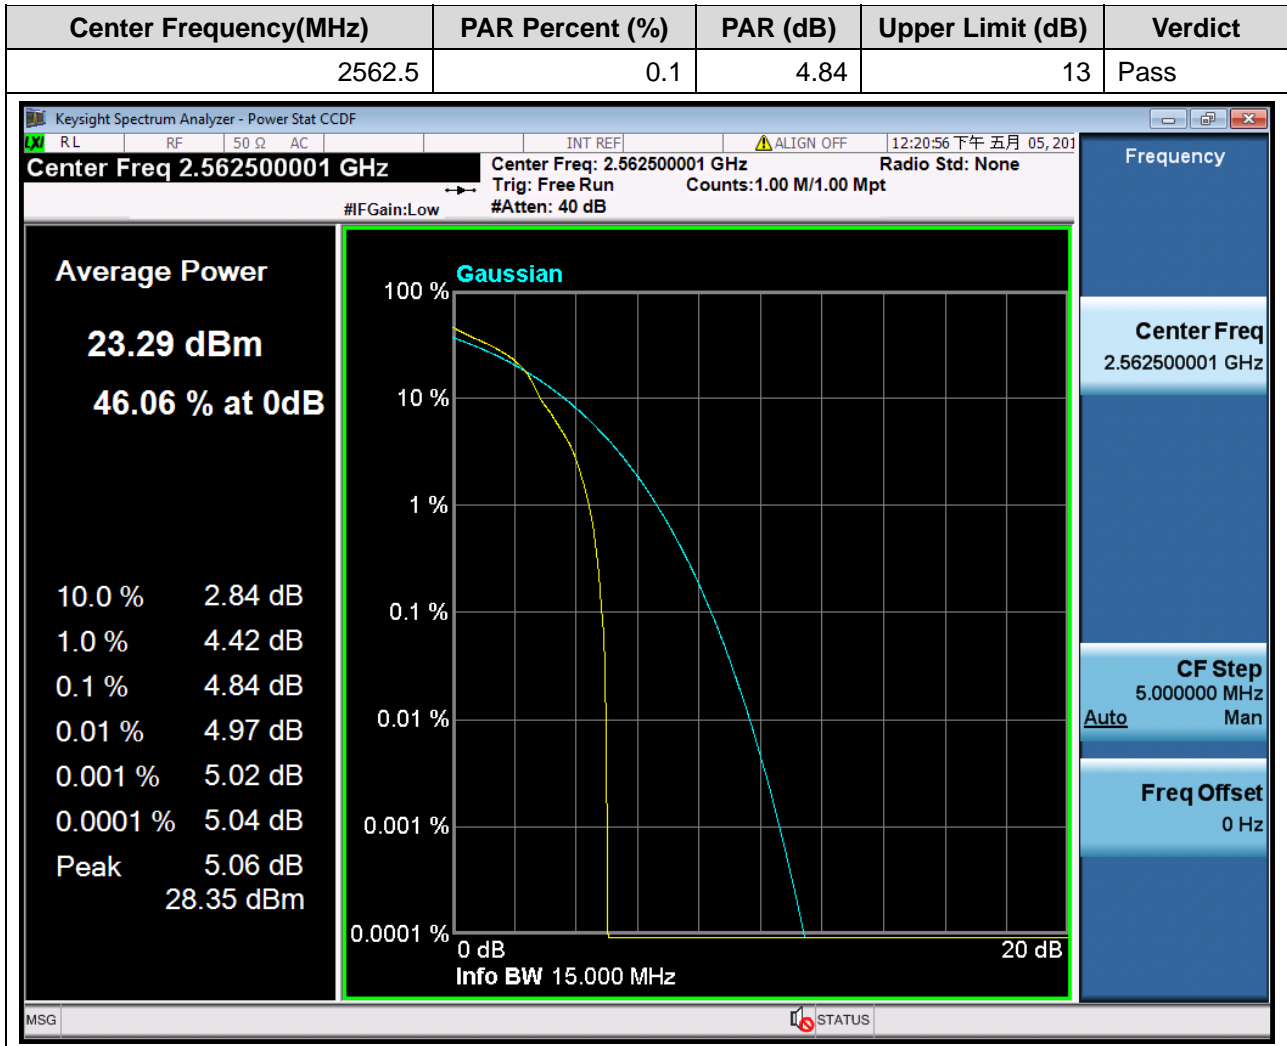 Center Frequency(MHz) PAR Percent (%) PAR (dB) Upper Limit (dB) Verdict
2562.5 0.1 4.84 13 Pass
Keysight Spectrum Analyzer - Power Stat CCDF
LXI RL RF 50 Ω AC INT REF ALIGN OFF 12:20:56 下午 五月 05, 201
Center Freq 2.562500001 GHz
Center Freq: 2.562500001 GHz Radio Std: None
Trig: Free Run Counts:1.00 M/1.00 Mpt
#IFGain:Low #Atten: 40 dB
Frequency
Average Power
23.29 dBm
46.06 % at 0dB
10.0 % 2.84 dB
1.0 % 4.42 dB
0.1 % 4.84 dB
0.01 % 4.97 dB
0.001 % 5.02 dB
0.0001 % 5.04 dB
Peak 5.06 dB
28.35 dBm
Gaussian
100 %
10 %
1 %
0.1 %
0.01 %
0.001 %
0.0001 %
0 dB 20 dB
Info BW 15.000 MHz
Center Freq
2.562500001 GHz
CF Step
5.000000 MHz
Auto Man
Freq Offset
0 Hz
MSG STATUS